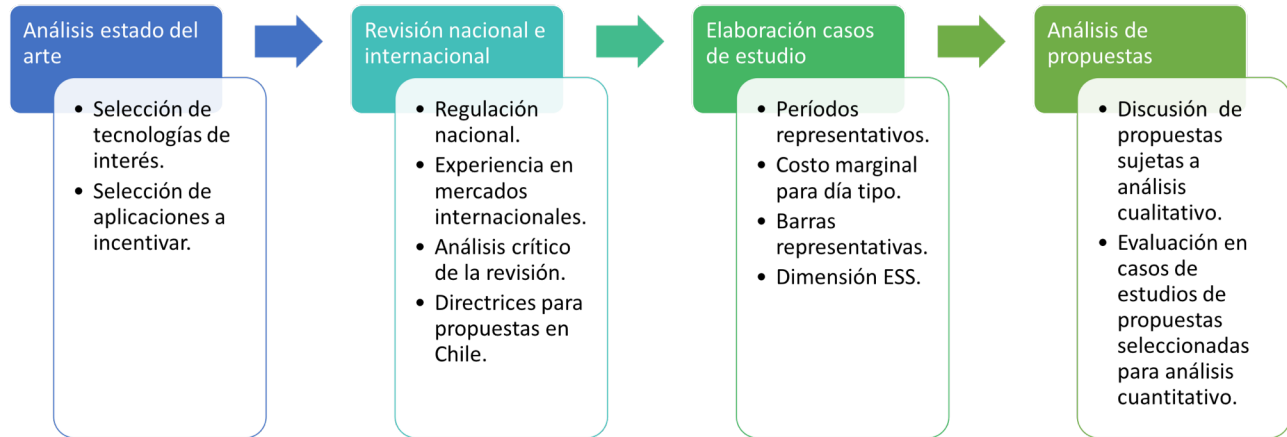 Análisis estado del
arte
• Selección de
tecnologías de
interés.
• Selección de
aplicaciones a
incentivar.
Revisión nacional e
internacional
• Regulación
nacional.
• Experiencia en
mercados
internacionales.
• Análisis crítico
de la revisión.
• Directrices para
propuestas en
Chile.
Elaboración casos
de estudio
• Períodos
representativos.
• Costo marginal
para día tipo.
• Barras
representativas.
• Dimensión ESS.
Análisis de
propuestas
• Discusión de
propuestas
sujetas a
análisis
cualitativo.
• Evaluación en
casos de
estudios de
propuestas
seleccionadas
para análisis
cuantitativo.